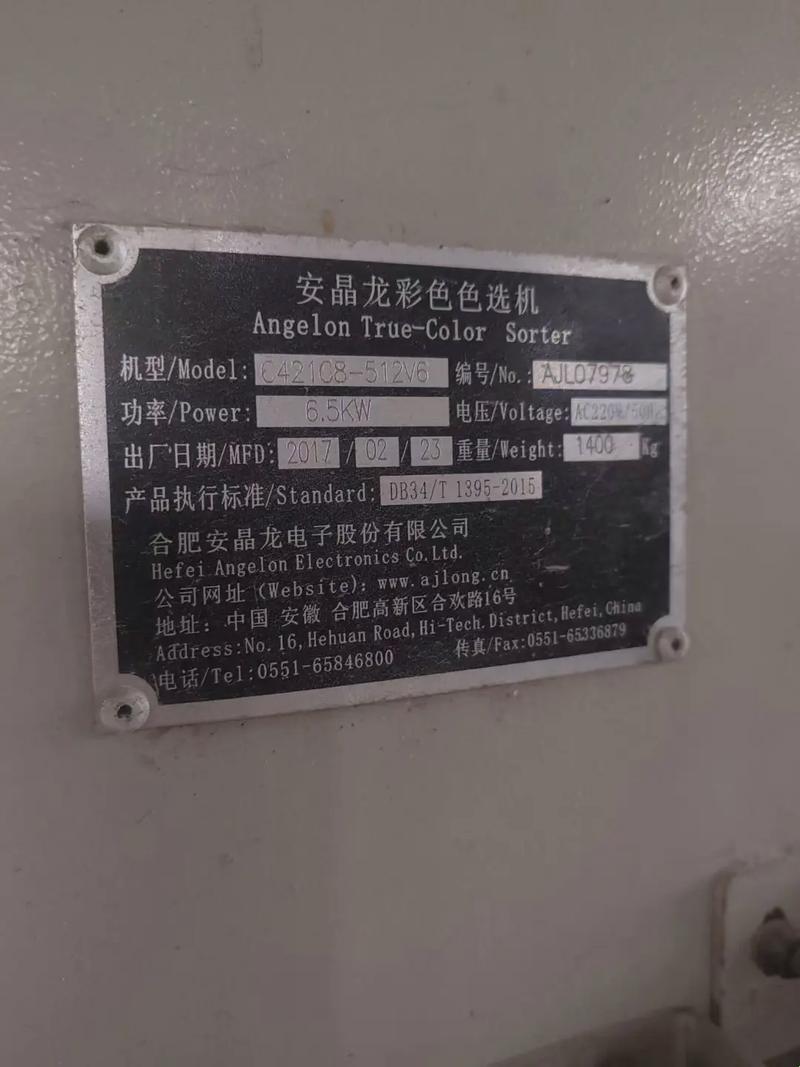 安晶龙彩色色选机
Angelon True-Color Sorter
机型/Model: C421C8-512V6 编号/No.: AJL07978
功率/Power: 6.5KW 电压/Voltage: AC220V/50Hz
出厂日期/MFD: 2017 / 02 / 23 重量/Weight: 1400 Kg
产品执行标准/Standard: DB34/T 1395-2015
合肥安晶龙电子股份有限公司
Hefei Angelon Electronics Co.Ltd.
公司网址 (Website): www.ajlong.cn
地址: 中国 安徽 合肥高新区合欢路16号
Address:No.16,Hehuan Road,Hi-Tech.District,Hefei,China
电话/Tel:0551-65846800 传真/Fax:0551-65336879